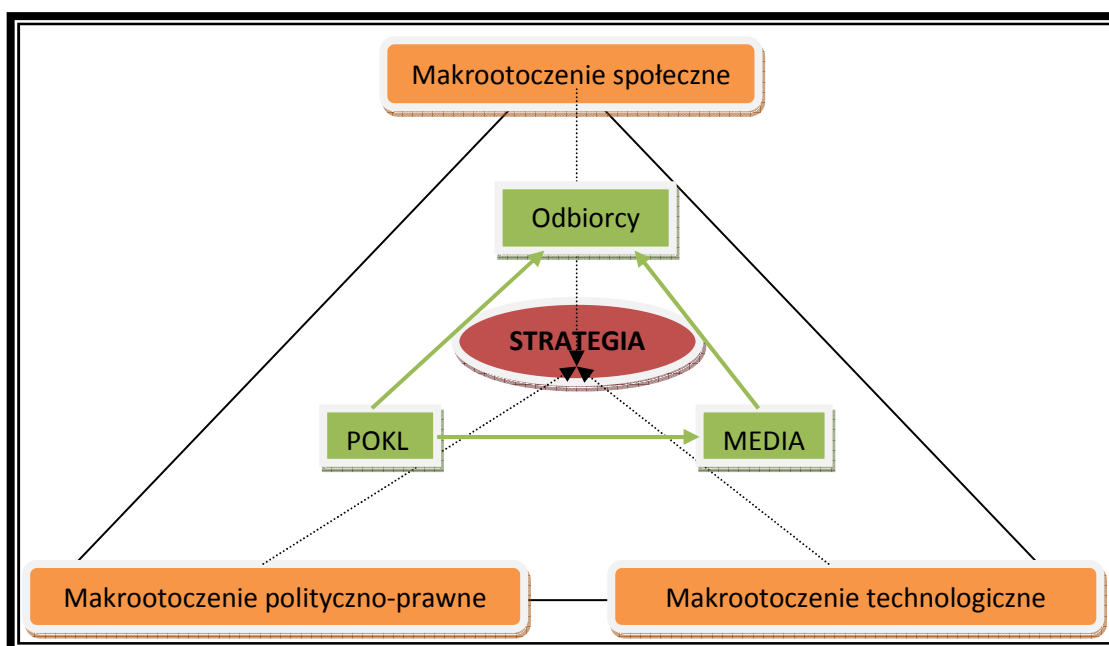 Makrootoczenie społeczne
Odbiorcy
STRATEGIA
POKL
MEDIA
Makrootoczenie polityczno-prawne
Makrootoczenie technologiczne